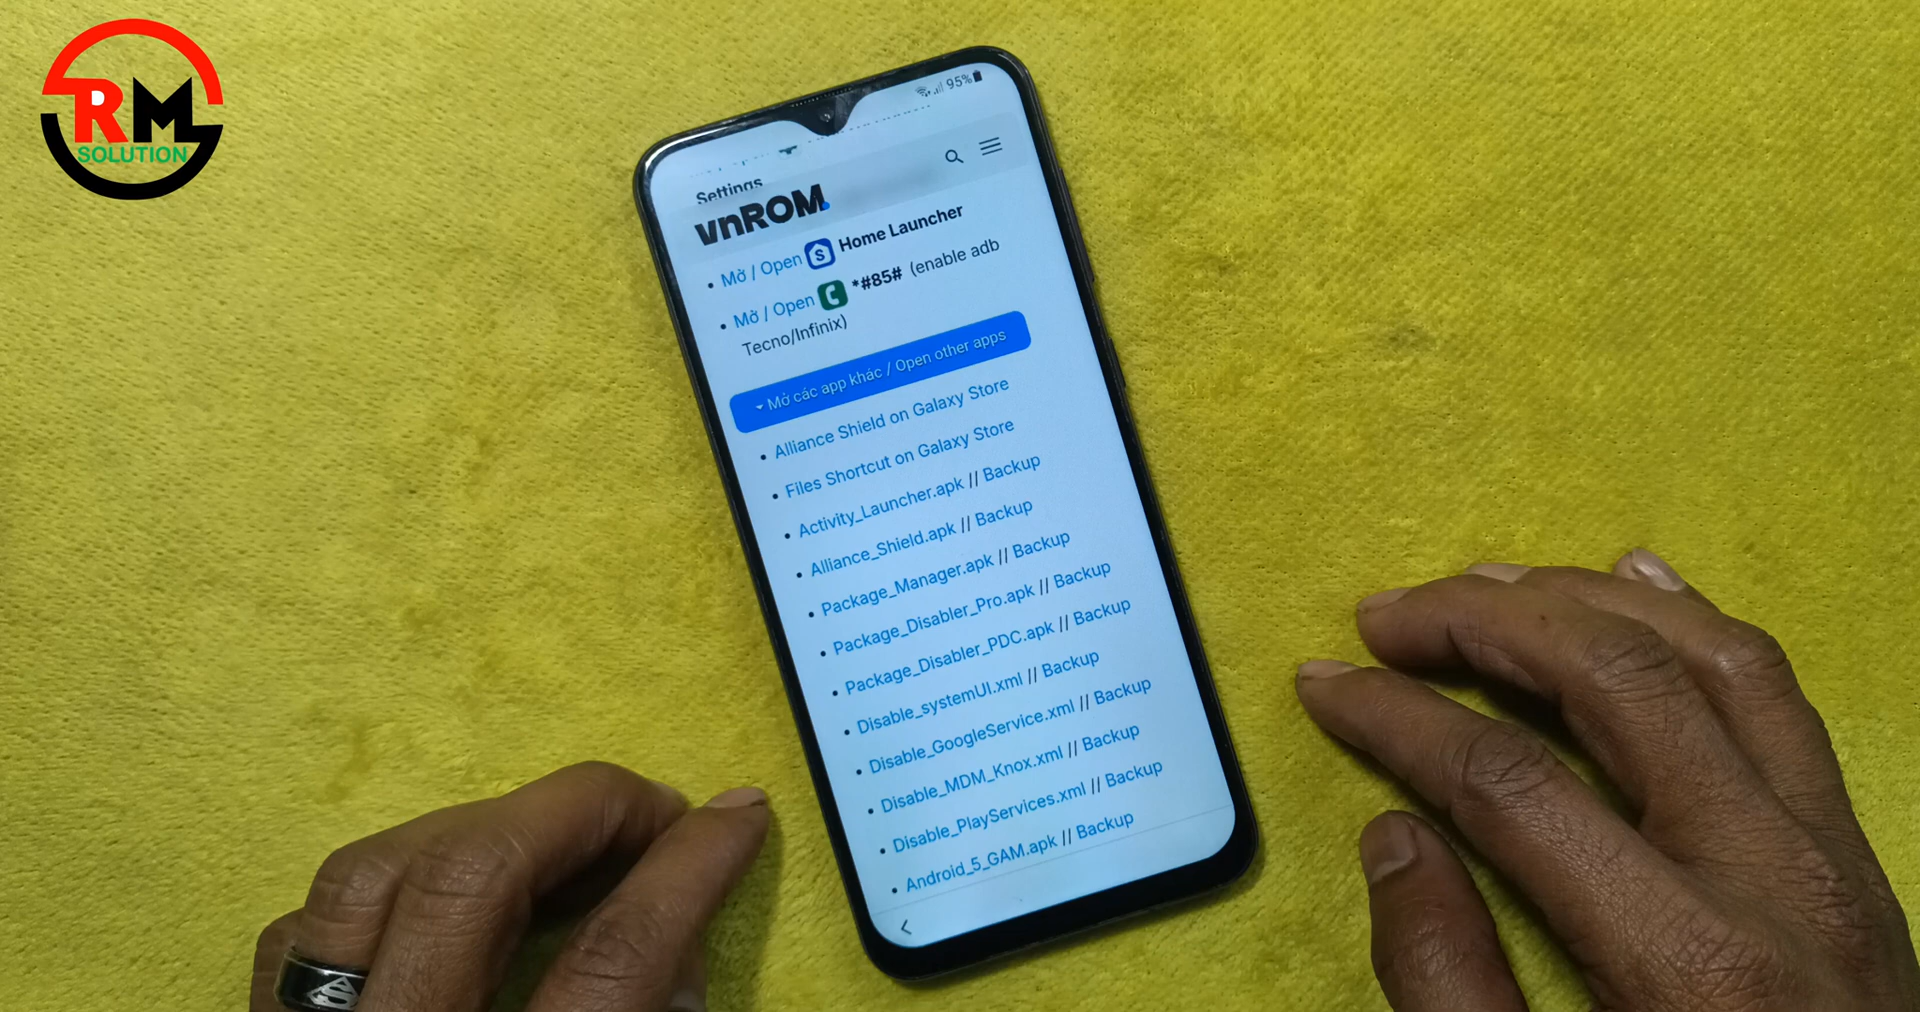 RM
SOLUTION
95%
Settings
vnROM
Mở / Open Home Launcher
Mở / Open *#85# (enable adb
Tecno/Infinix)
Mở các app khác / Open other apps
Alliance Shield on Galaxy Store
Files Shortcut on Galaxy Store
Activity_Launcher.apk // Backup
Alliance_Shield.apk // Backup
Package_Manager.apk // Backup
Package_Disabler_Pro.apk // Backup
Package_Disabler_PDC.apk // Backup
Disable_systemUI.xml // Backup
Disable_GoogleService.xml // Backup
Disable_MDM_Knox.xml // Backup
Disable_PlayServices.xml // Backup
Android_5_GAM.apk // Backup